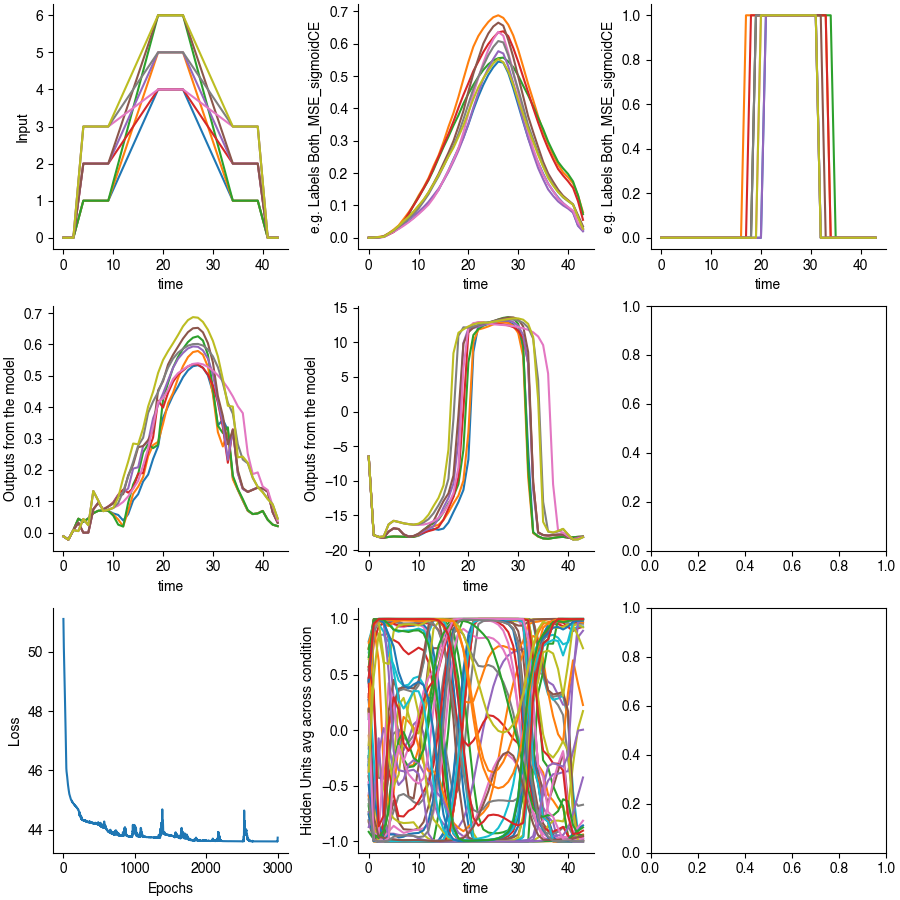 Input
6
5
4
3
2
1
0
0 10 20 30 40
time
e.g. Labels Both_MSE_sigmoidCE
0.7
0.6
0.5
0.4
0.3
0.2
0.1
0.0
0 10 20 30 40
time
e.g. Labels Both_MSE_sigmoidCE
1.0
0.8
0.6
0.4
0.2
0.0
0 10 20 30 40
time
Outputs from the model
0.7
0.6
0.5
0.4
0.3
0.2
0.1
0.0
0 10 20 30 40
time
Outputs from the model
15
10
5
0
−5
−10
−15
−20
0 10 20 30 40
time
1.0
0.8
0.6
0.4
0.2
0.0
0.0 0.2 0.4 0.6 0.8 1.0
Loss
50
48
46
44
0 1000 2000 3000
Epochs
Hidden Units avg across condition
1.0
0.5
0.0
−0.5
−1.0
0 10 20 30 40
time
1.0
0.8
0.6
0.4
0.2
0.0
0.0 0.2 0.4 0.6 0.8 1.0